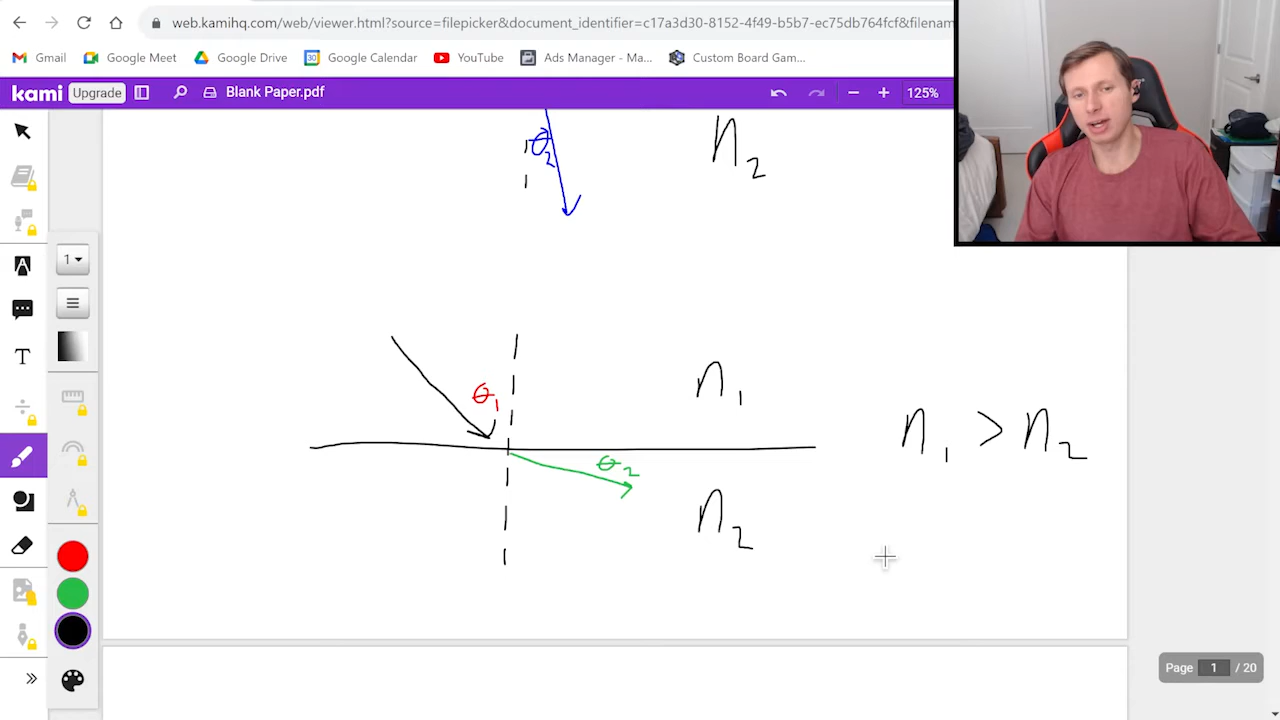 web.kamihq.com/web/viewer.html?source=filepicker&document_identifier=c17a3d30-8152-4f49-b5b7-ec75db764fcf&filenam
Gmail Google Meet Google Drive 30 Google Calendar YouTube Ads Manager - Ma... Custom Board Gam...
kami Upgrade Blank Paper.pdf 125%
θ2 n2
A
T
1
θ1 n1
n1 > n2
θ2
n2
Page 1 / 20